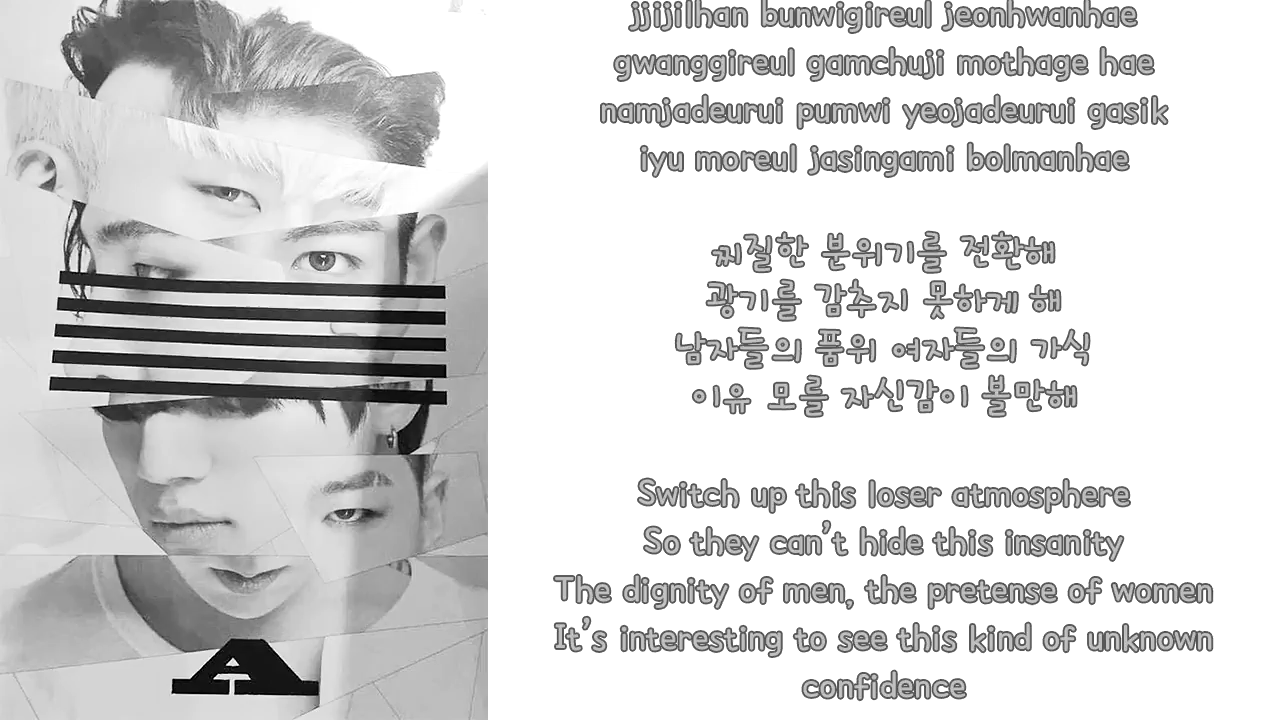 jjijilhan bunwigireul jeonhwanhae
gwanggireul gamchuji mothage hae
namjadeurui pumwi yeojadeurui gasik
iyu moreul jasingami bolmanhae
찌질한 분위기를 전환해
광기를 감추지 못하게 해
남자들의 품위 여자들의 가식
이유 모를 자신감이 볼만해
Switch up this loser atmosphere
So they can't hide this insanity
The dignity of men, the pretense of women
It's interesting to see this kind of unknown
confidence
A